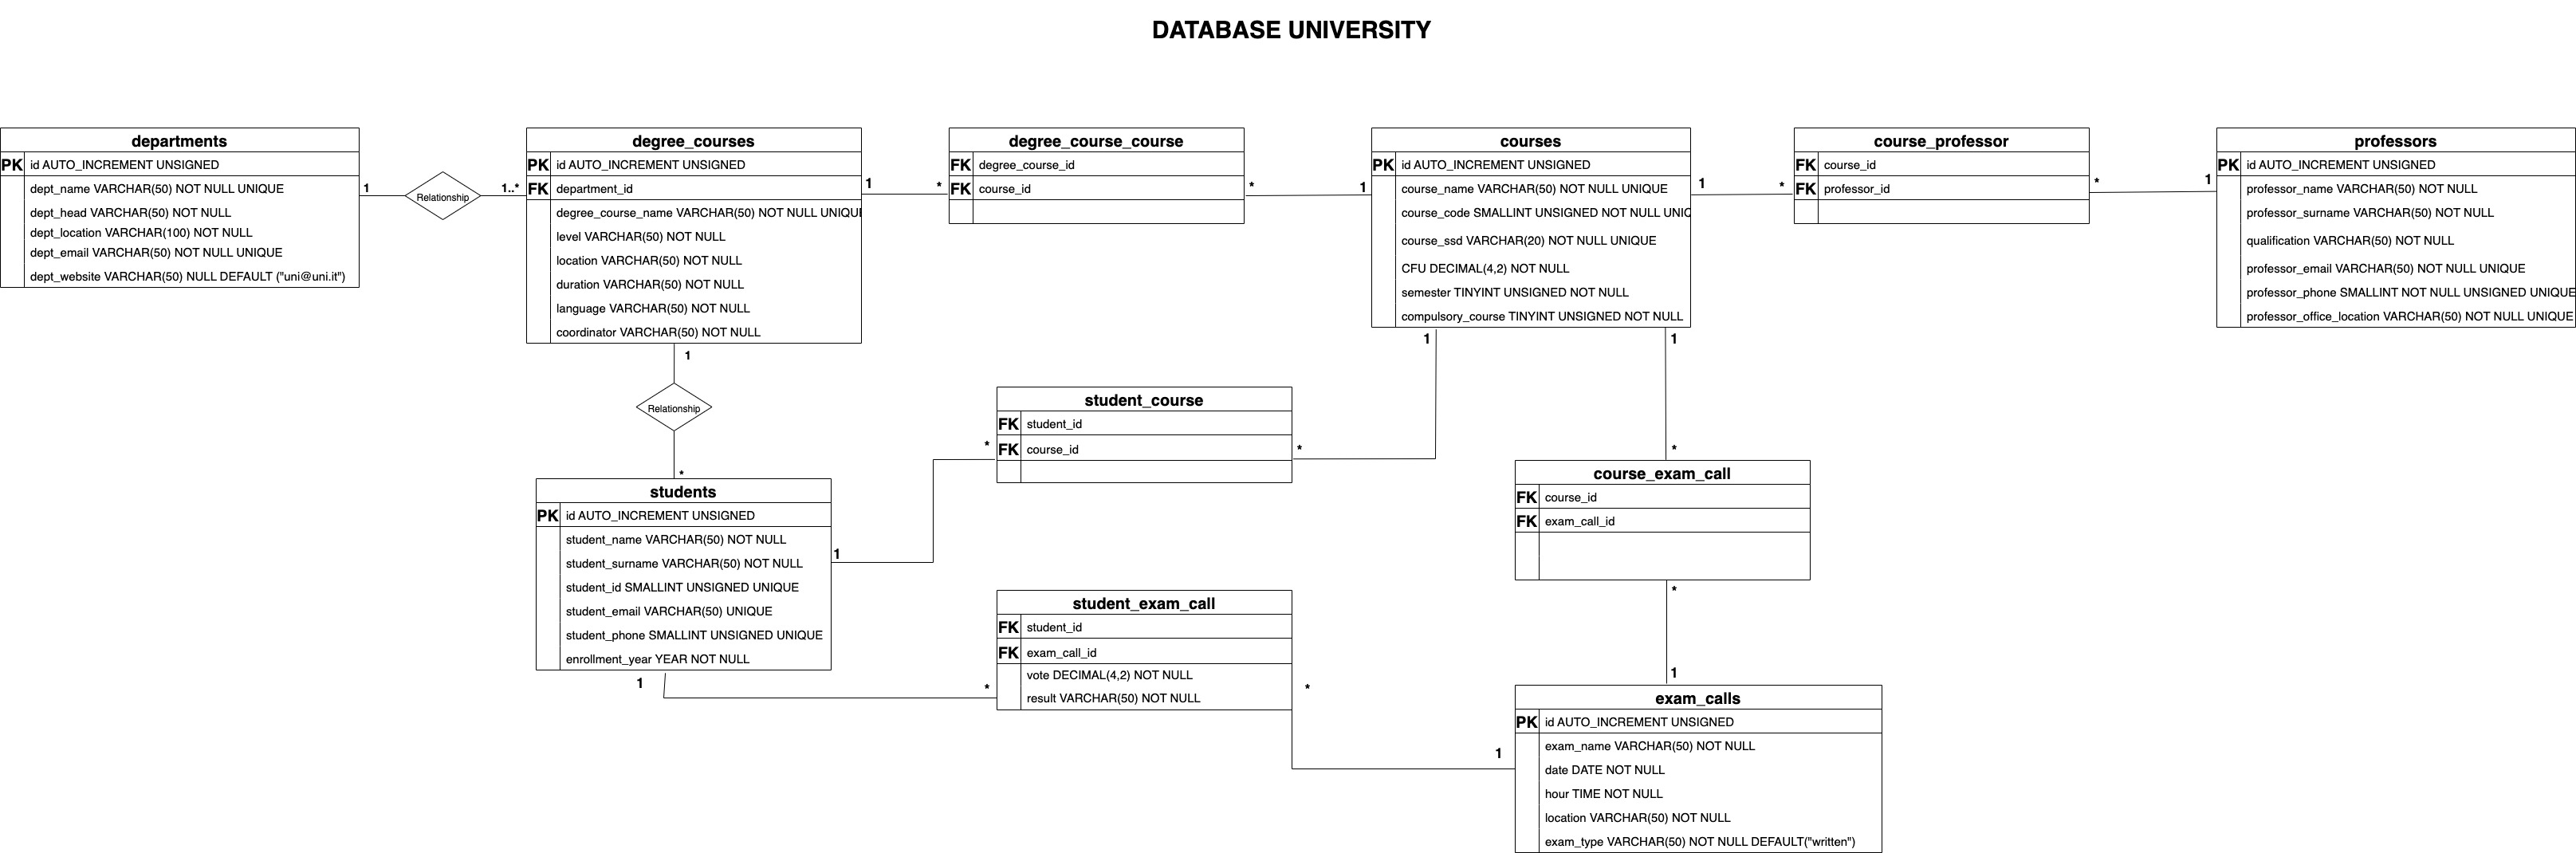 DATABASE UNIVERSITY
departments
PK id AUTO_INCREMENT UNSIGNED
dept_name VARCHAR(50) NOT NULL UNIQUE
dept_head VARCHAR(50) NOT NULL
dept_location VARCHAR(100) NOT NULL
dept_email VARCHAR(50) NOT NULL UNIQUE
dept_website VARCHAR(50) NULL DEFAULT ("uni@uni.it")
1
Relationship
1..*
degree_courses
PK id AUTO_INCREMENT UNSIGNED
FK department_id
degree_course_name VARCHAR(50) NOT NULL UNIQUI
level VARCHAR(50) NOT NULL
location VARCHAR(50) NOT NULL
duration VARCHAR(50) NOT NULL
language VARCHAR(50) NOT NULL
coordinator VARCHAR(50) NOT NULL
1
*
degree_course_course
FK degree_course_id
FK course_id
*
1
courses
PK id AUTO_INCREMENT UNSIGNED
course_name VARCHAR(50) NOT NULL UNIQUE
course_code SMALLINT UNSIGNED NOT NULL UNIC
course_ssd VARCHAR(20) NOT NULL UNIQUE
CFU DECIMAL(4,2) NOT NULL
semester TINYINT UNSIGNED NOT NULL
compulsory_course TINYINT UNSIGNED NOT NULL
1
*
course_professor
FK course_id
FK professor_id
*
1
professors
PK id AUTO_INCREMENT UNSIGNED
professor_name VARCHAR(50) NOT NULL
professor_surname VARCHAR(50) NOT NULL
qualification VARCHAR(50) NOT NULL
professor_email VARCHAR(50) NOT NULL UNIQUE
professor_phone SMALLINT NOT NULL UNSIGNED UNIQUE
professor_office_location VARCHAR(50) NOT NULL UNIQUE
1
Relationship
*
students
PK id AUTO_INCREMENT UNSIGNED
student_name VARCHAR(50) NOT NULL
student_surname VARCHAR(50) NOT NULL
student_id SMALLINT UNSIGNED UNIQUE
student_email VARCHAR(50) UNIQUE
student_phone SMALLINT UNSIGNED UNIQUE
enrollment_year YEAR NOT NULL
1
*
student_course
FK student_id
FK course_id
*
1
1
*
student_exam_call
FK student_id
FK exam_call_id
vote DECIMAL(4,2) NOT NULL
result VARCHAR(50) NOT NULL
*
1
1
*
course_exam_call
FK course_id
FK exam_call_id
*
1
exam_calls
PK id AUTO_INCREMENT UNSIGNED
exam_name VARCHAR(50) NOT NULL
date DATE NOT NULL
hour TIME NOT NULL
location VARCHAR(50) NOT NULL
exam_type VARCHAR(50) NOT NULL DEFAULT("written")